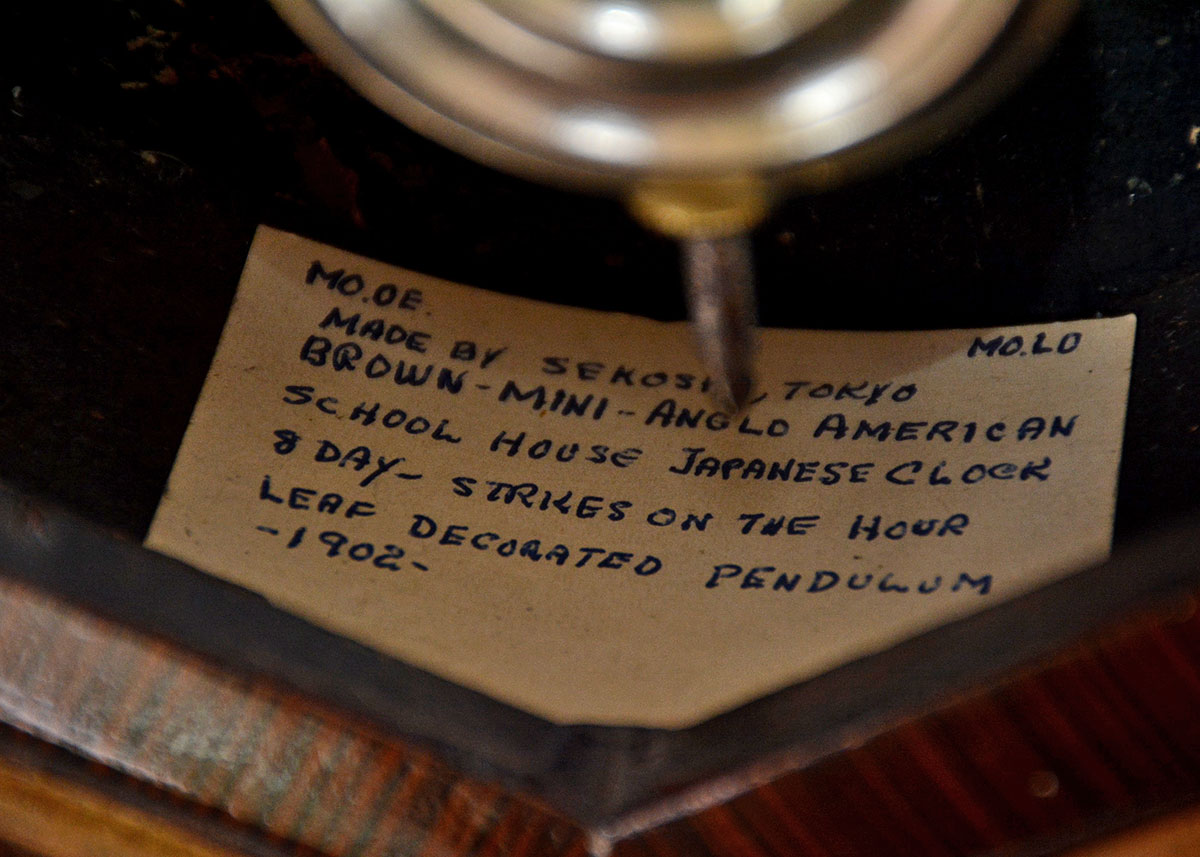 MO.OE. MO.LO
MADE BY SEKOSI , TOKYO
BROWN-MINI-ANGLO AMERICAN
SCHOOL HOUSE JAPANESE CLOCK
8 DAY- STRIKES ON THE HOUR
LEAF DECORATED PENDULUM
-1902-